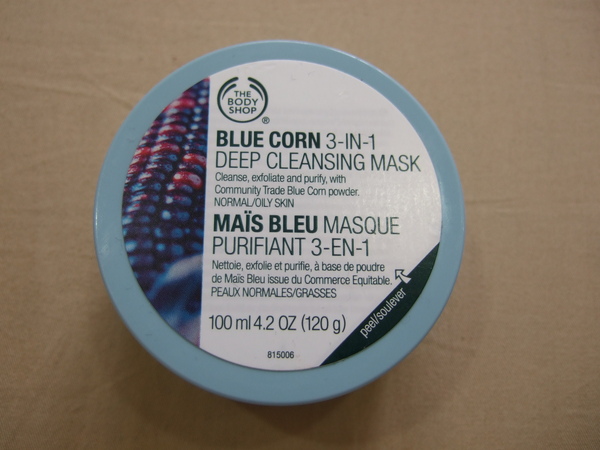 THE
BODY
SHOP
®
BLUE CORN 3-IN-1
DEEP CLEANSING MASK
Cleanse, exfoliate and purify, with
Community Trade Blue Corn powder.
NORMAL/OILY SKIN
MAÏS BLEU MASQUE
PURIFIANT 3-EN-1
Nettoie, exfolie et purifie, à base de poudre
de Maïs Bleu issue du Commerce Equitable.
PEAUX NORMALES/GRASSES
peel/soulever
100 ml 4.2 OZ (120 g)
815006